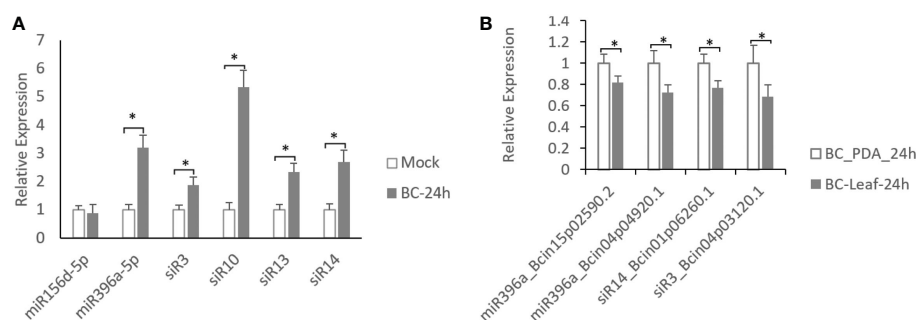 A
Relative Expression
7
6
5
4
3
2
1
0
*
*
*
*
*
miR156d-5p
miR396a-5p
siR3
siR10
siR13
siR14
Mock
BC-24h
B
Relative Expression
1.4
1.2
1
0.8
0.6
0.4
0.2
0
*
*
*
*
miR396a_Bcin15p02590.2
miR396a_Bcin04p04920.1
siR14_Bcin01p06260.1
siR3_Bcin04p03120.1
BC_PDA_24h
BC-Leaf-24h